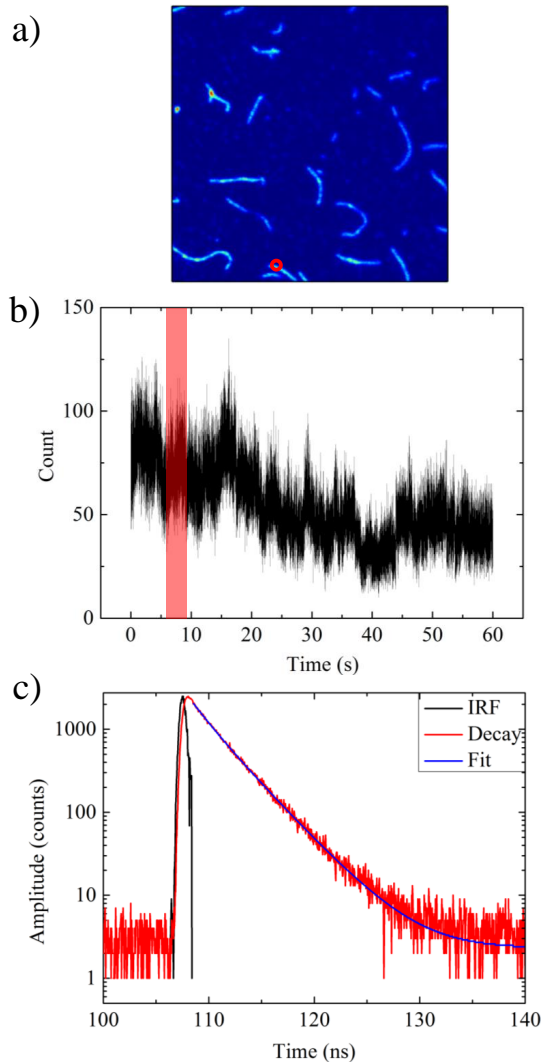 a)
b)
150
100
50
0
Count
0 10 20 30 40 50 60
Time (s)
c)
1000
100
10
1
Amplitude (counts)
IRF
Decay
Fit
100 110 120 130 140
Time (ns)